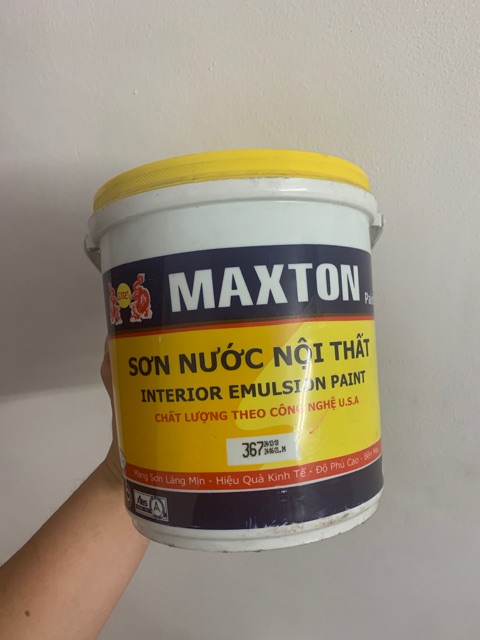 MAXTON
SƠN NƯỚC NỘI THẤT
INTERIOR EMULSION PAINT
CHẤT LƯỢNG THEO CÔNG NGHỆ U.S.A
367
Màng Sơn Láng Mịn - Hiệu Quả Kinh Tế - Độ Phủ Cao - Bền